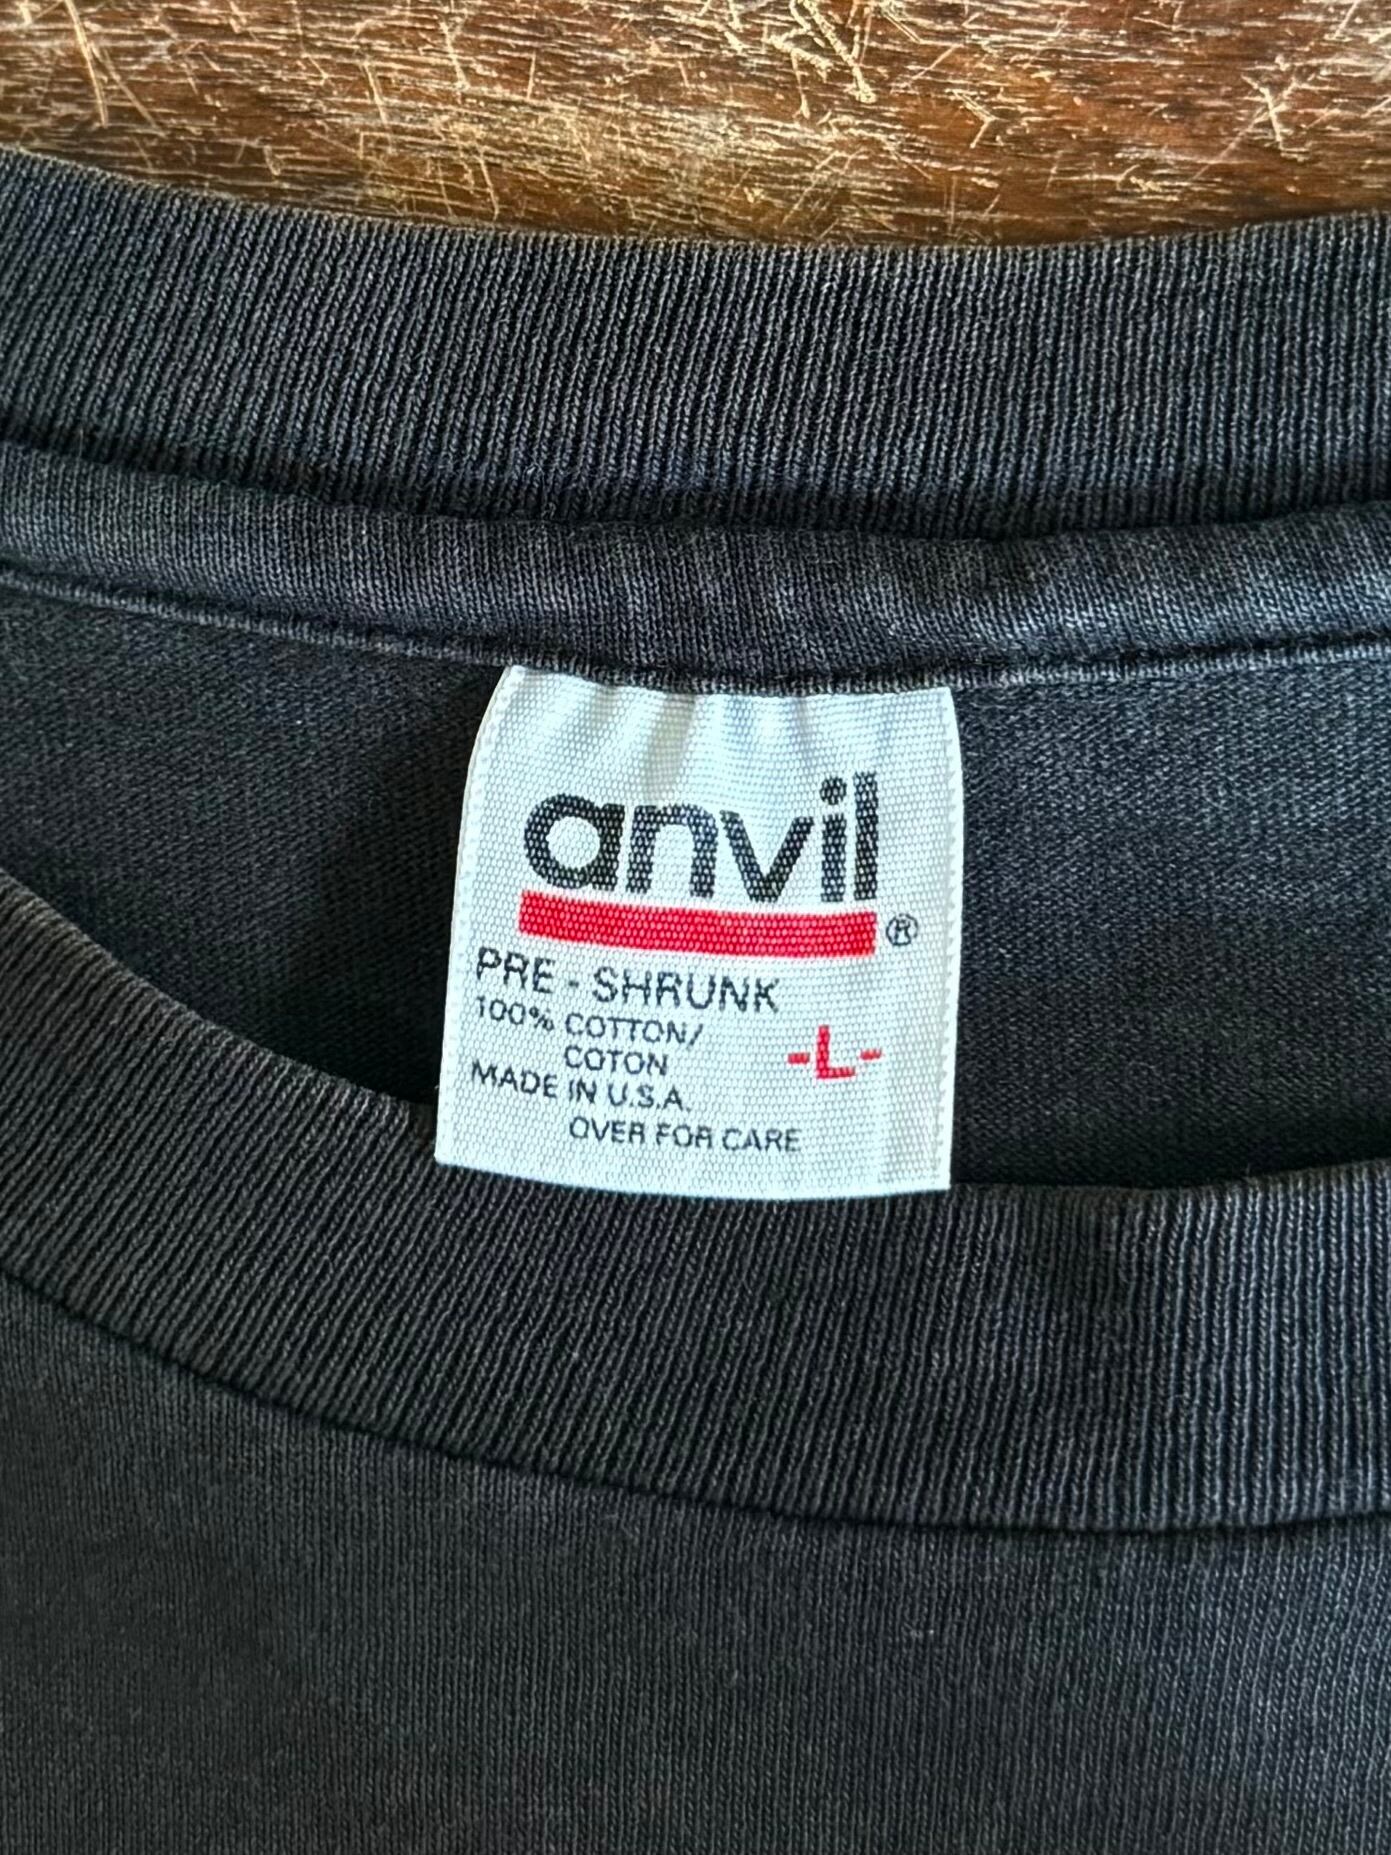 anvil
®
PRE - SHRUNK
100% COTTON/
COTON
-L-
MADE IN U.S.A.
OVER FOR CARE